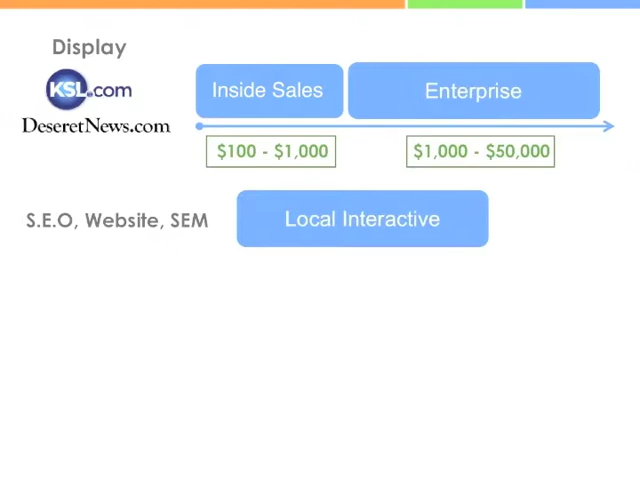 Display
KSL.com
Inside Sales
Enterprise
DeseretNews.com
$100 - $1,000
$1,000 - $50,000
S.E.O, Website, SEM
Local Interactive